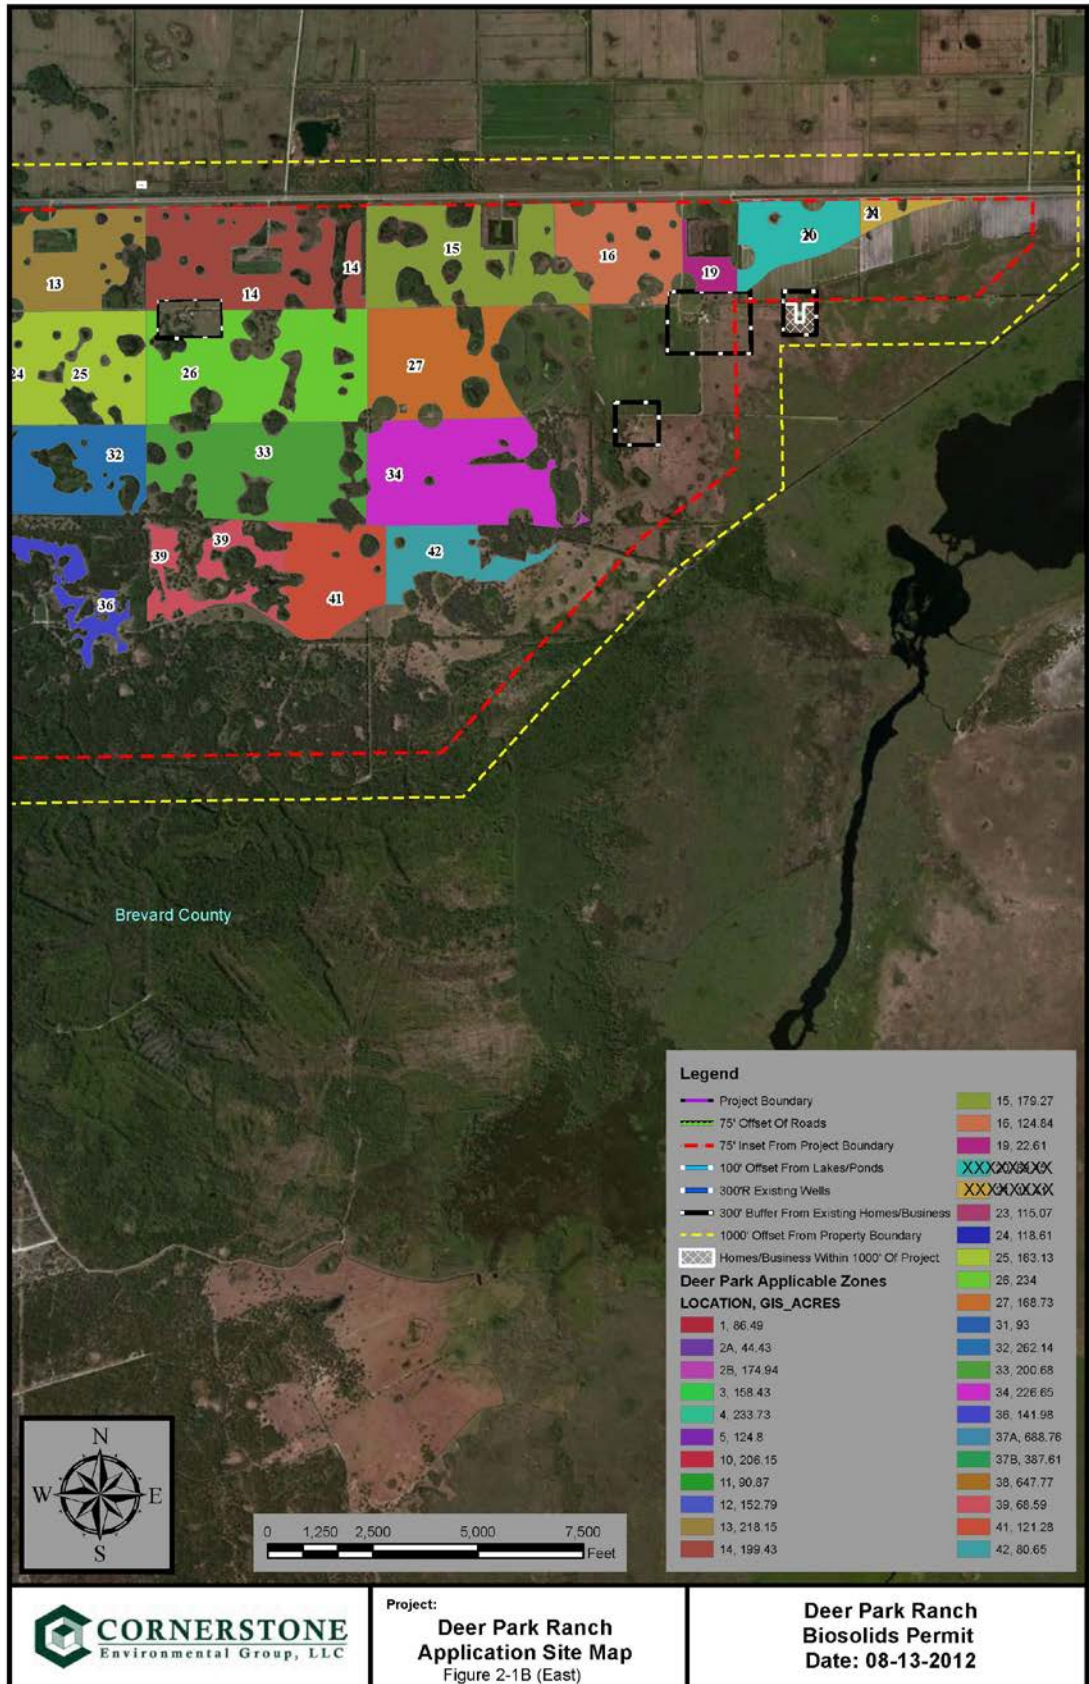 13
14
14
15
16
19
20
21
24
25
26
27
32
33
34
36
39
39
41
42
Brevard County
Legend
Project Boundary
75' Offset Of Roads
75' Inset From Project Boundary
100' Offset From Lakes/Ponds
300'R Existing Wells
300' Buffer From Existing Homes/Business
1000' Offset From Property Boundary
Homes/Business Within 1000' Of Project
Deer Park Applicable Zones
LOCATION, GIS_ACRES
1, 86.49
2A, 44.43
2B, 174.94
3, 158.43
4, 233.73
5, 124.8
10, 206.15
11, 90.87
12, 152.79
13, 218.15
14, 199.43
15, 179.27
16, 124.84
19, 22.61
23, 115.07
24, 118.61
25, 163.13
26, 234
27, 168.73
31, 93
32, 262.14
33, 200.68
34, 226.65
36, 141.98
37A, 688.76
37B, 387.61
38, 647.77
39, 68.59
41, 121.28
42, 80.65
N
W E
S
0 1,250 2,500 5,000 7,500
Feet
CORNERSTONE
Environmental Group, LLC
Project:
Deer Park Ranch
Application Site Map
Figure 2-1B (East)
Deer Park Ranch
Biosolids Permit
Date: 08-13-2012